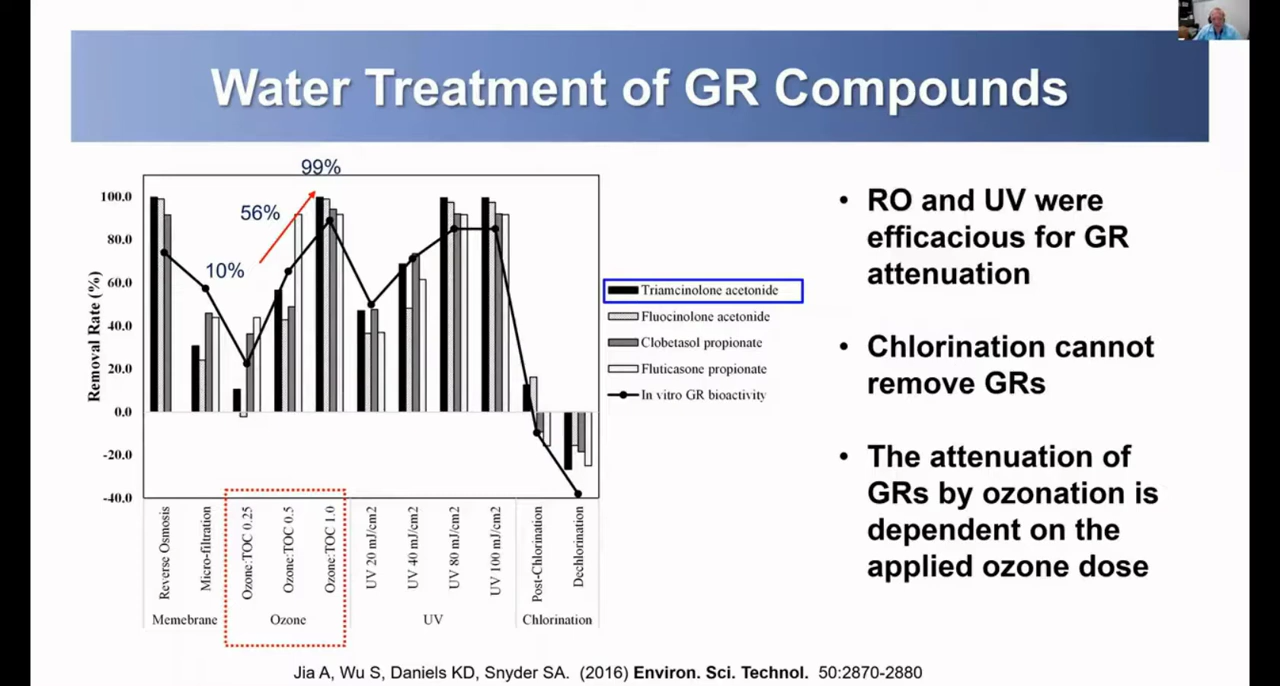 Water Treatment of GR Compounds
99%
56%
10%
Removal Rate (%)
100.0
80.0
60.0
40.0
20.0
0.0
-20.0
-40.0
Reverse Osmosis
Micro-filtration
Ozone:TOC 0.25
Ozone:TOC 0.5
Ozone:TOC 1.0
UV 20 mJ/cm2
UV 40 mJ/cm2
UV 80 mJ/cm2
UV 100 mJ/cm2
Post-Chlorination
Dechlorination
Memebrane
Ozone
UV
Chlorination
Triamcinolone acetonide
Fluocinolone acetonide
Clobetasol propionate
Fluticasone propionate
In vitro GR bioactivity
• RO and UV were
efficacious for GR
attenuation
• Chlorination cannot
remove GRs
• The attenuation of
GRs by ozonation is
dependent on the
applied ozone dose
Jia A, Wu S, Daniels KD, Snyder SA. (2016) Environ. Sci. Technol. 50:2870-2880